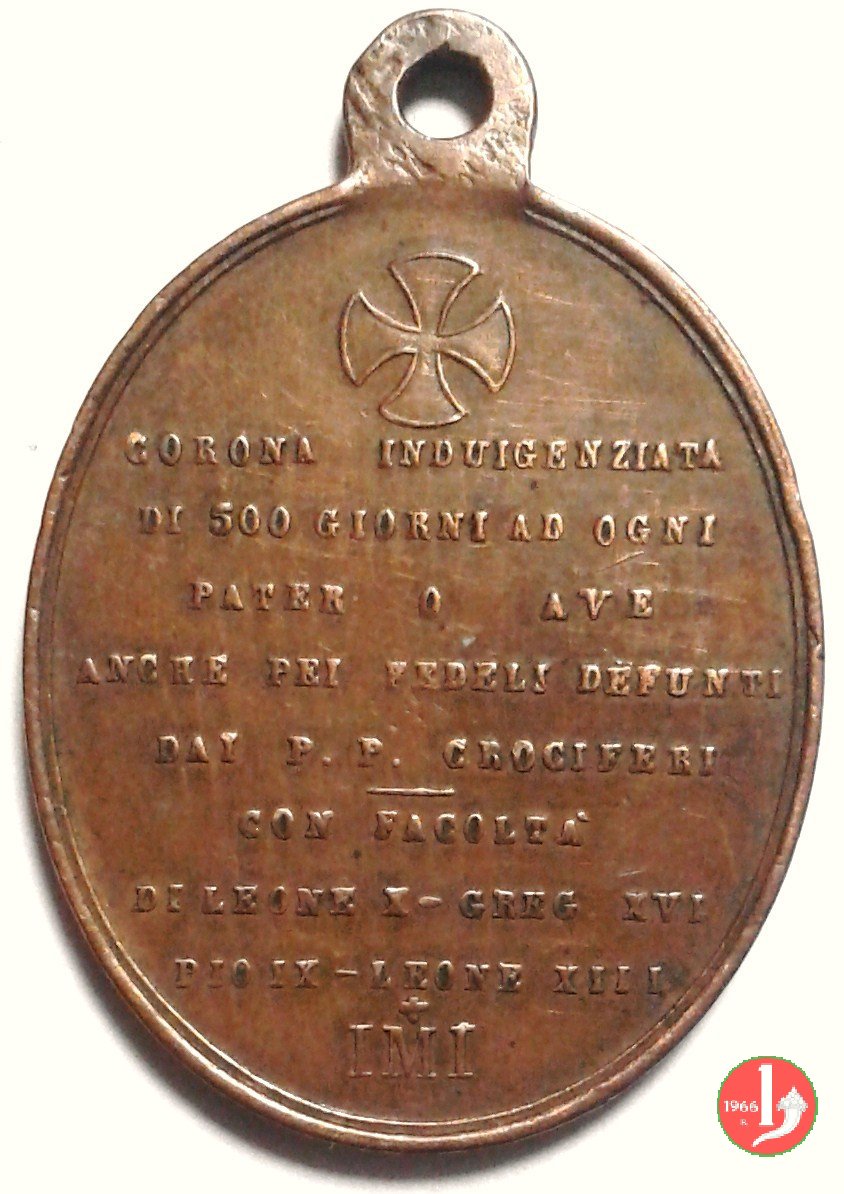 CORONA INDUIGENZIATA
DI 500 GIORNI AD OGNI
PATER O AVE
ANCHE PEI FEDELI DEFUNTI
DAI P. P. CROCIFERI
CON FACOLTÀ
DI LEONE X - GREG XVI
PIO IX - LEONE XIII
IMI
1966